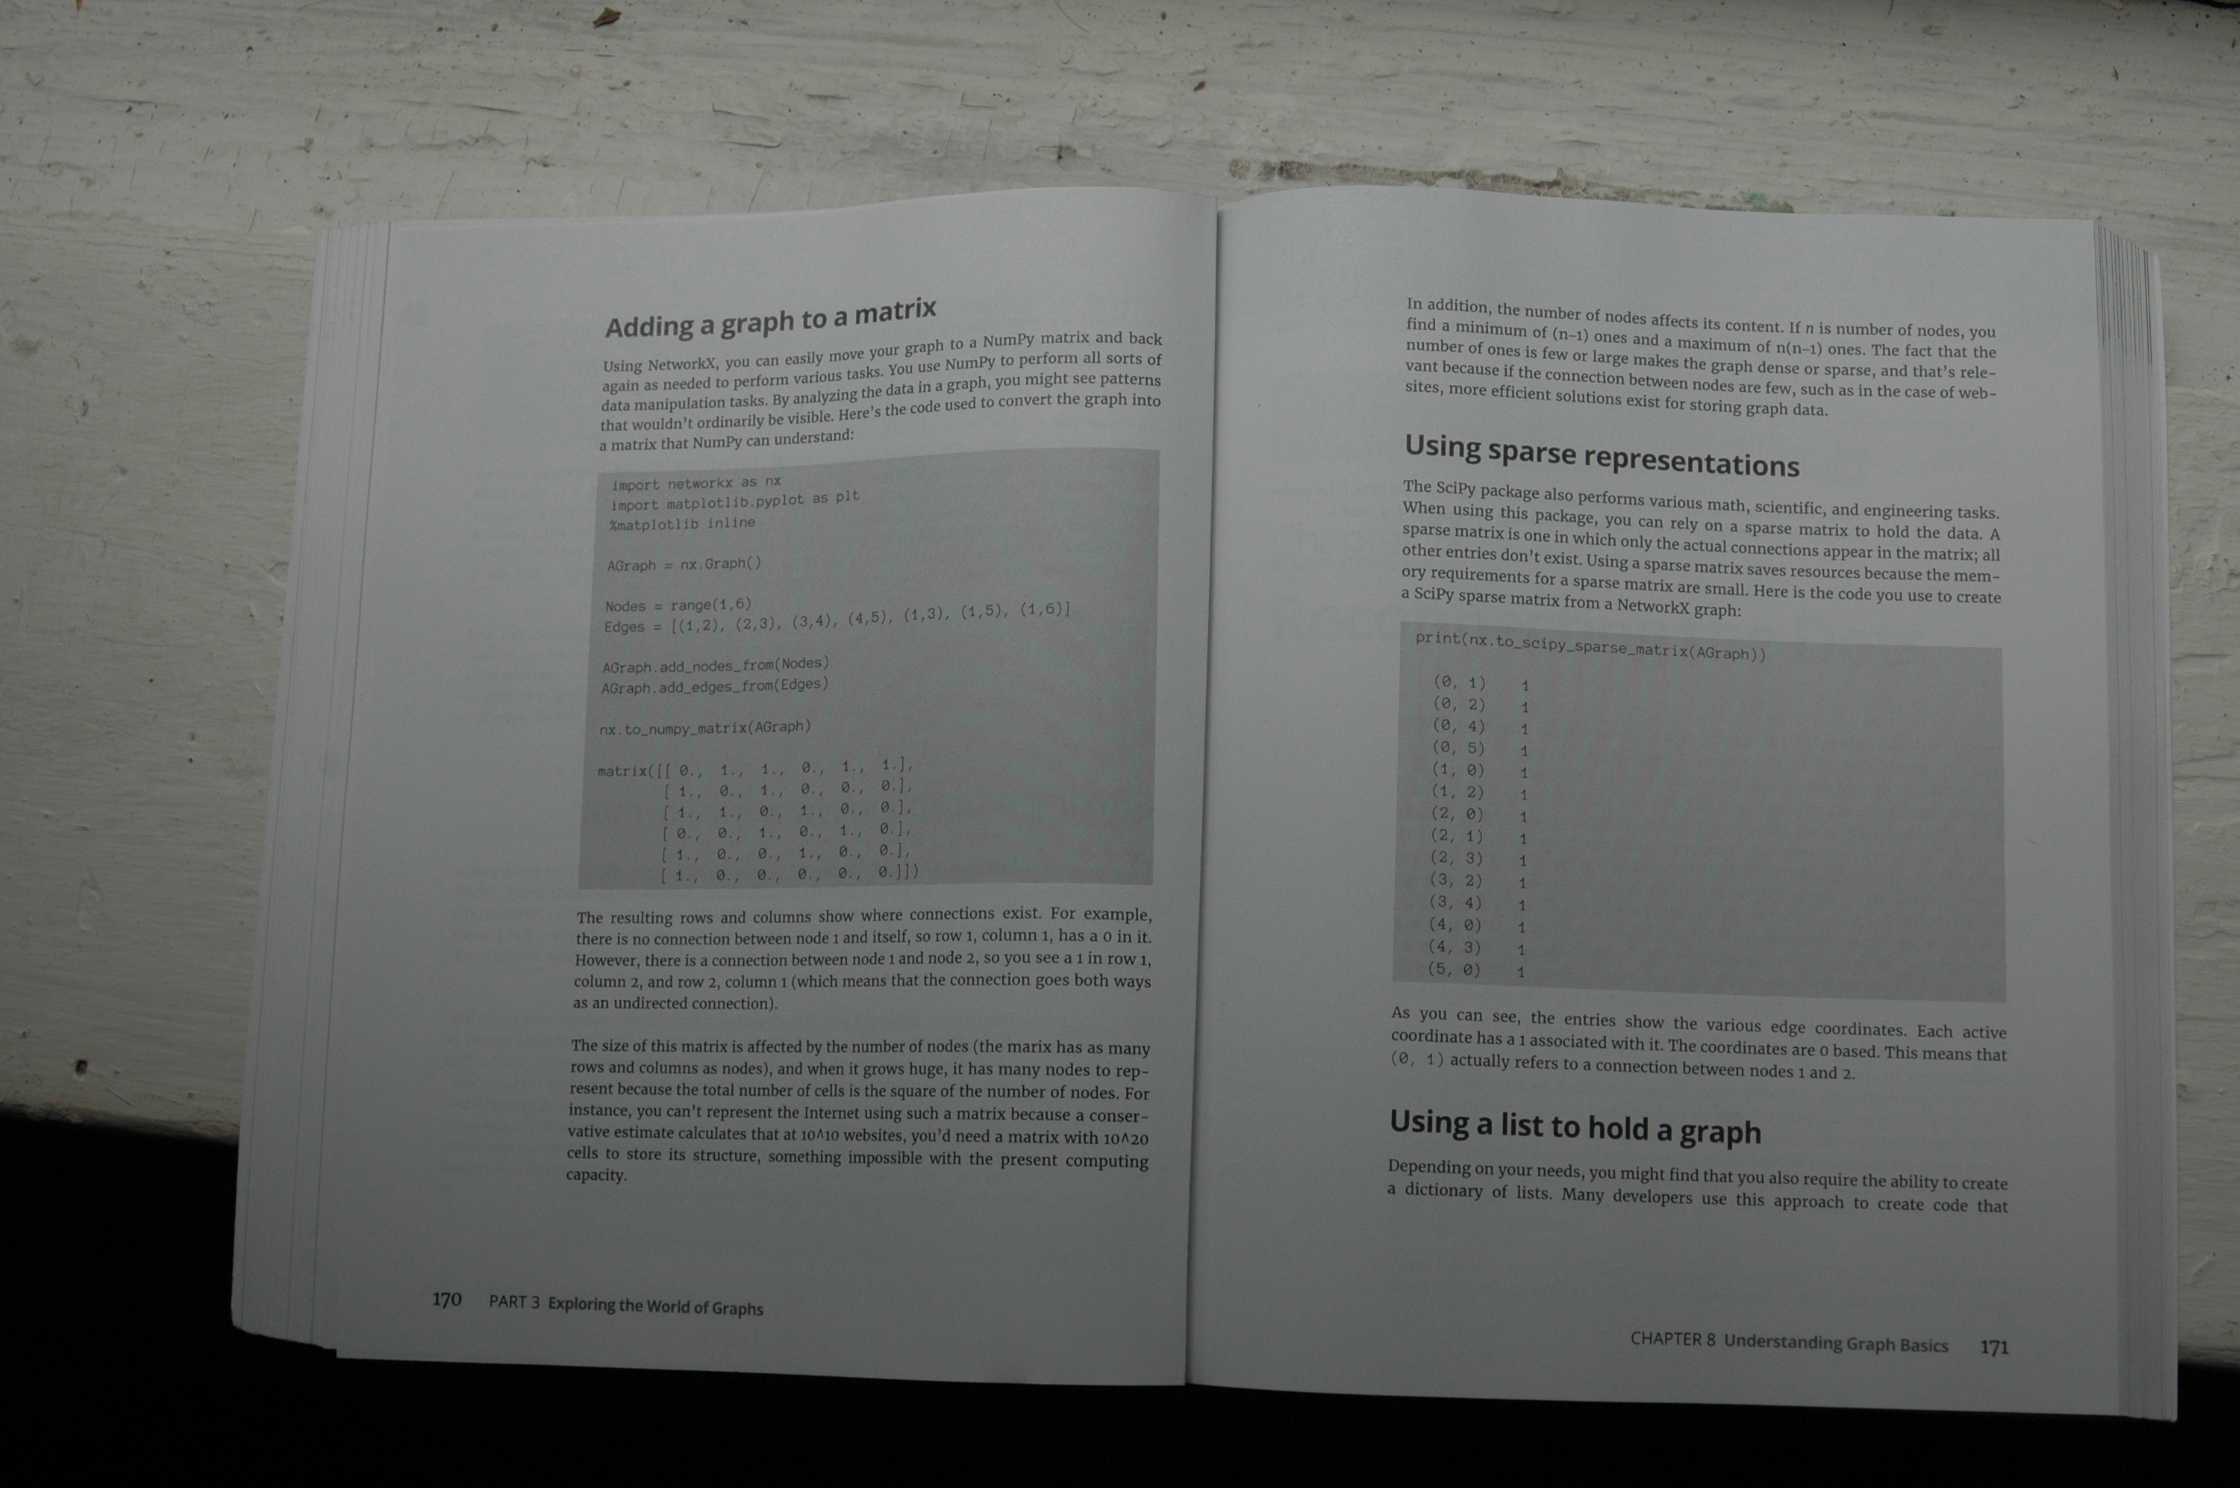 Adding a graph to a matrix
Using NetworkX, you can easily move your graph to a NumPy matrix and back
again as needed to perform various tasks. You use NumPy to perform all sorts of
data manipulation tasks. By analyzing the data in a graph, you might see patterns
that wouldn't ordinarily be visible. Here's the code used to convert the graph into
a matrix that NumPy can understand:
import networkx as nx
import matplotlib.pyplot as plt
%matplotlib inline
AGraph = nx.Graph()
Nodes = range(1,6)
Edges = [(1,2), (2,3), (3,4), (4,5), (1,3), (1,5), (1,6)]
AGraph.add_nodes_from(Nodes)
AGraph.add_edges_from(Edges)
nx.to_numpy_matrix(AGraph)
matrix([[ 0., 1., 1., 0., 1., 1.],
[ 1., 0., 1., 0., 0., 0.],
[ 1., 1., 0., 1., 0., 0.],
[ 0., 0., 1., 0., 1., 0.],
[ 1., 0., 0., 1., 0., 0.],
[ 1., 0., 0., 0., 0., 0.]])
The resulting rows and columns show where connections exist. For example,
there is no connection between node 1 and itself, so row 1, column 1, has a 0 in it.
However, there is a connection between node 1 and node 2, so you see a 1 in row 1,
column 2, and row 2, column 1 (which means that the connection goes both ways
as an undirected connection).
The size of this matrix is affected by the number of nodes (the marix has as many
rows and columns as nodes), and when it grows huge, it has many nodes to rep-
resent because the total number of cells is the square of the number of nodes. For
instance, you can't represent the Internet using such a matrix because a conser-
vative estimate calculates that at 10^10 websites, you'd need a matrix with 10^20
cells to store its structure, something impossible with the present computing
capacity.
170 PART 3 Exploring the World of Graphs
In addition, the number of nodes affects its content. If n is number of nodes, you
find a minimum of (n–1) ones and a maximum of n(n–1) ones. The fact that the
number of ones is few or large makes the graph dense or sparse, and that's rele-
vant because if the connection between nodes are few, such as in the case of web-
sites, more efficient solutions exist for storing graph data.
Using sparse representations
The SciPy package also performs various math, scientific, and engineering tasks.
When using this package, you can rely on a sparse matrix to hold the data. A
sparse matrix is one in which only the actual connections appear in the matrix; all
other entries don't exist. Using a sparse matrix saves resources because the mem-
ory requirements for a sparse matrix are small. Here is the code you use to create
a SciPy sparse matrix from a NetworkX graph:
print(nx.to_scipy_sparse_matrix(AGraph))
(0, 1) 1
(0, 2) 1
(0, 4) 1
(0, 5) 1
(1, 0) 1
(1, 2) 1
(2, 0) 1
(2, 1) 1
(2, 3) 1
(3, 2) 1
(3, 4) 1
(4, 0) 1
(4, 3) 1
(5, 0) 1
As you can see, the entries show the various edge coordinates. Each active
coordinate has a 1 associated with it. The coordinates are 0 based. This means that
(0, 1) actually refers to a connection between nodes 1 and 2.
Using a list to hold a graph
Depending on your needs, you might find that you also require the ability to create
a dictionary of lists. Many developers use this approach to create code that
CHAPTER 8 Understanding Graph Basics 171